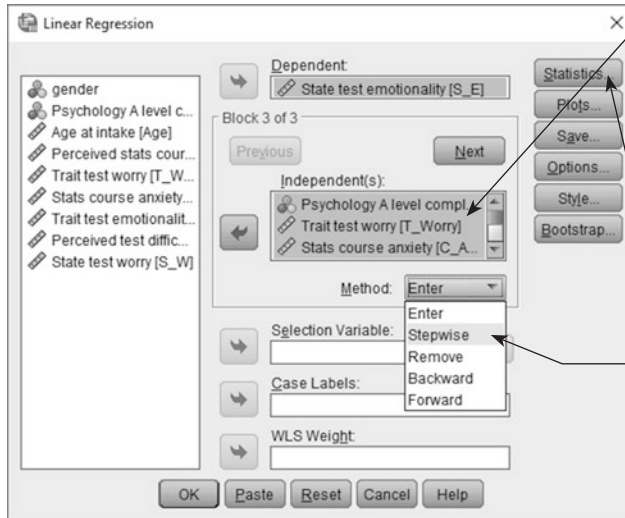 Linear Regression
gender
Psychology A level c...
Age at intake [Age]
Perceived stats cour...
Trait test worry [T_W...
Stats course anxiety...
Trait test emotionalit...
Perceived test diffic...
State test worry [S_W]
Dependent:
State test emotionality [S_E]
Block 3 of 3
Previous
Next
Independent(s):
Psychology A level compl...
Trait test worry [T_Worry]
Stats course anxiety [C_A...
Method: Enter
Enter
Stepwise
Remove
Backward
Forward
Selection Variable:
Case Labels:
WLS Weight:
Statistics...
Plots...
Save...
Options...
Style...
Bootstrap...
OK Paste Reset Cancel Help